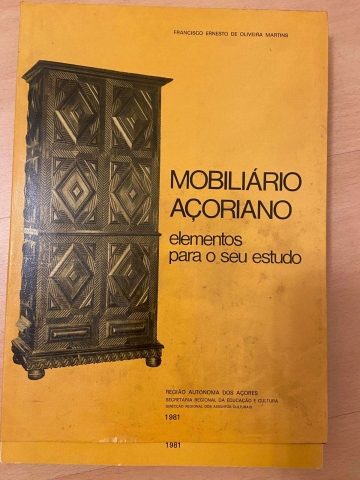 FRANCISCO ERNESTO DE OLIVEIRA MARTINS
MOBILIÁRIO
AÇORIANO
elementos
para o seu estudo
REGIÃO AUTONOMA DOS AÇORES
SECRETARIA REGIONAL DA EDUCAÇÃO E CULTURA
DIRECÇÃO REGIONAL DOS ASSUNTOS CULTURAIS
1981
1981